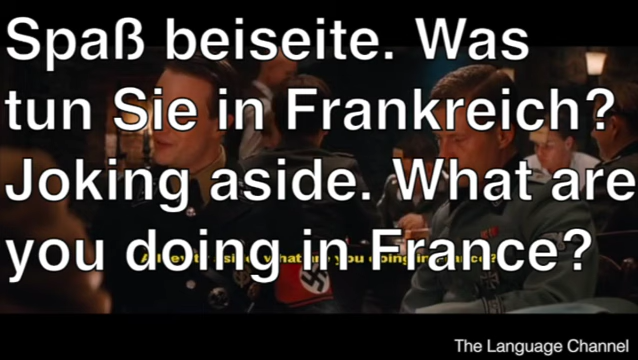 Spaß beiseite. Was
tun Sie in Frankreich?
Joking aside. What are
you doing in France?
The Language Channel